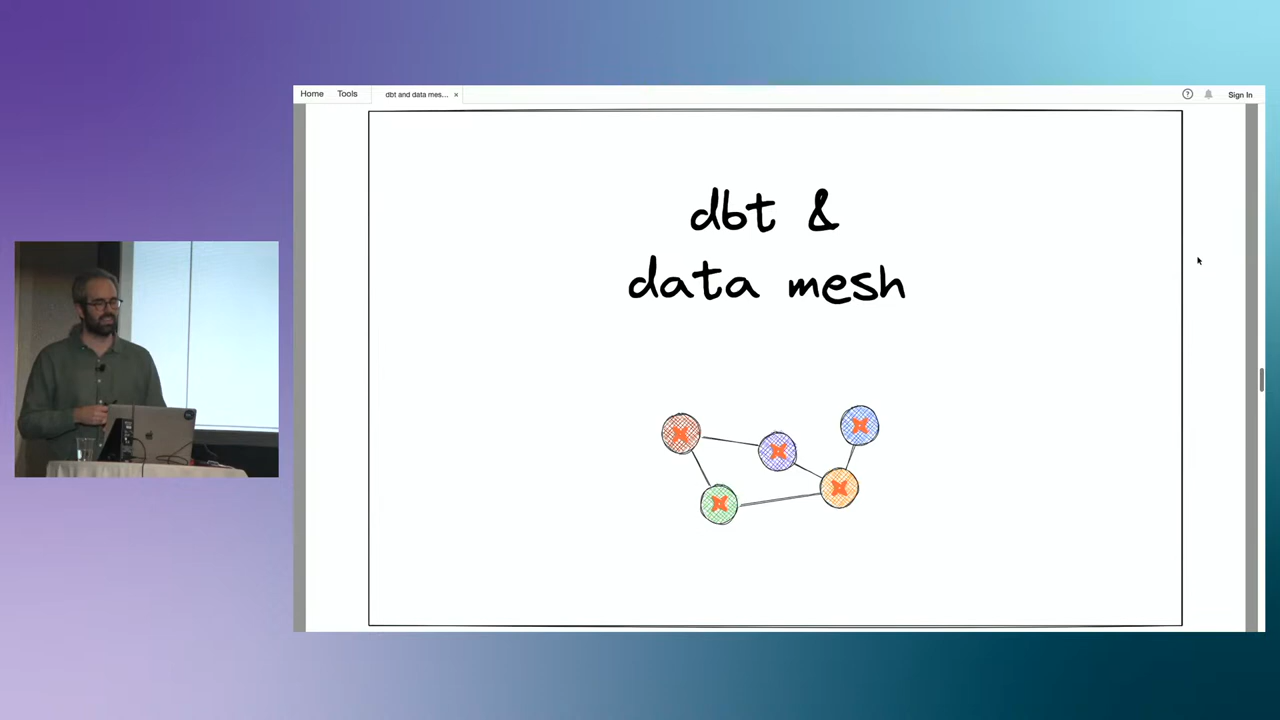 Home Tools dbt and data mes... × Sign In
dbt &
data mesh